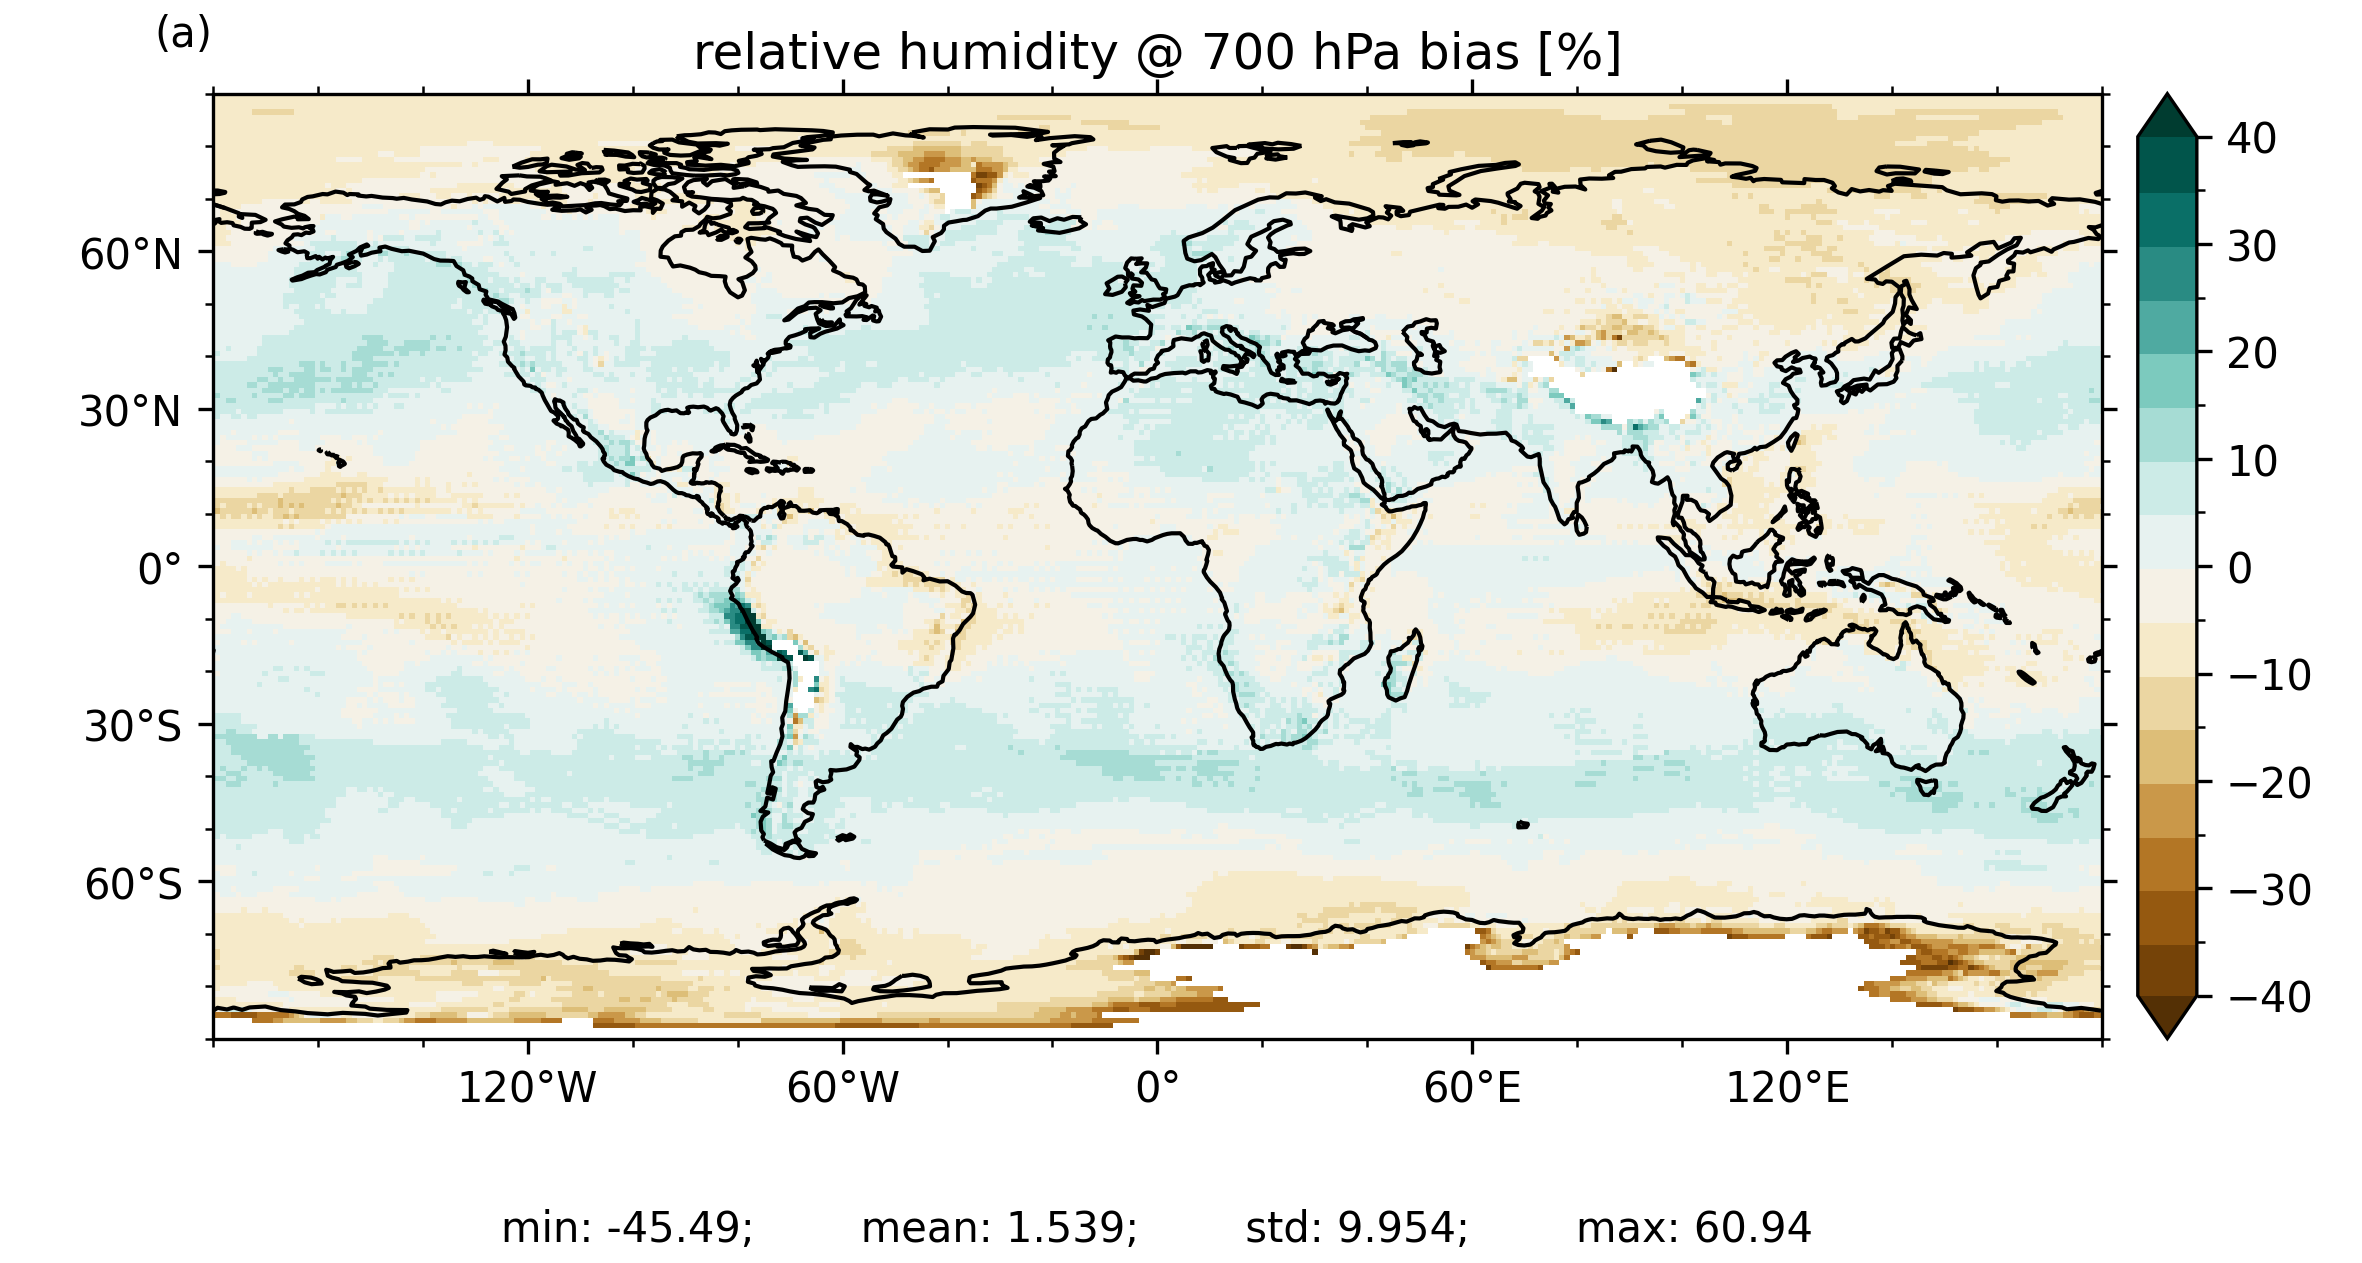 (a)
relative humidity @ 700 hPa bias [%]
60°N
30°N
0°
30°S
60°S
120°W 60°W 0° 60°E 120°E
40
30
20
10
0
−10
−20
−30
−40
min: -45.49; mean: 1.539; std: 9.954; max: 60.94